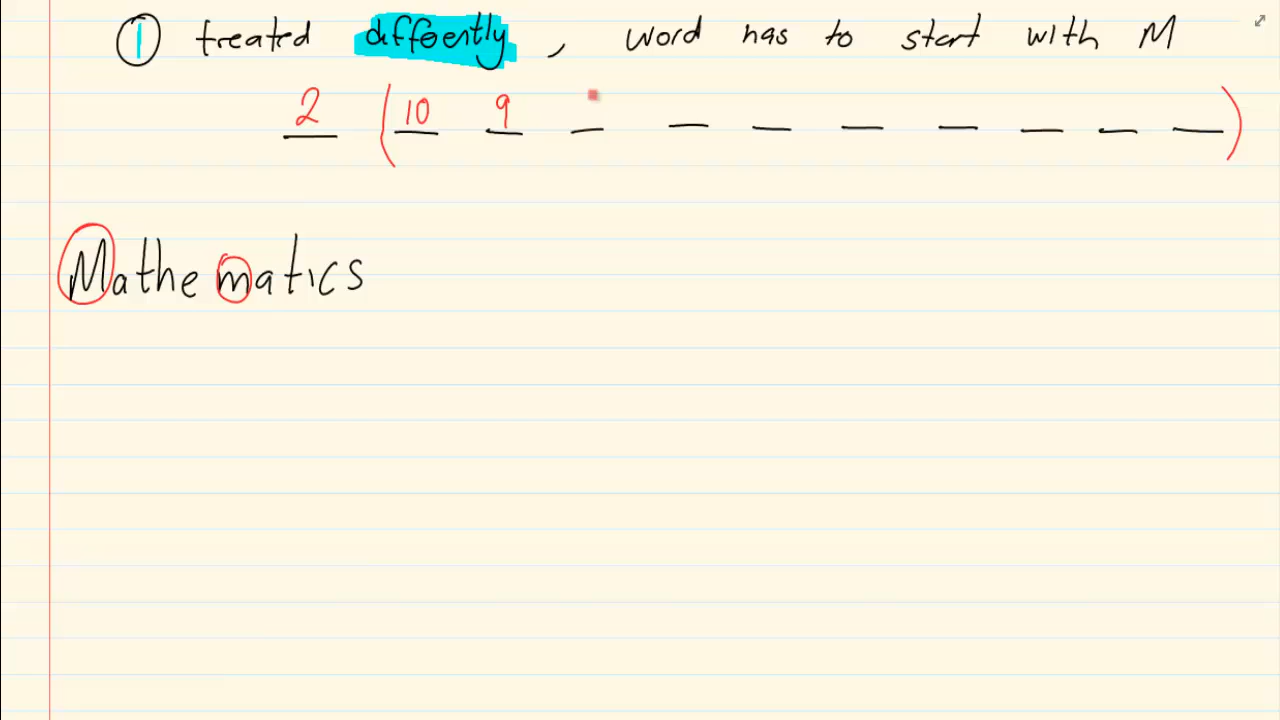 1 treated differently, word has to start with M
2 (10 9 _ _ _ _ _ _ _ _)
Mathematics